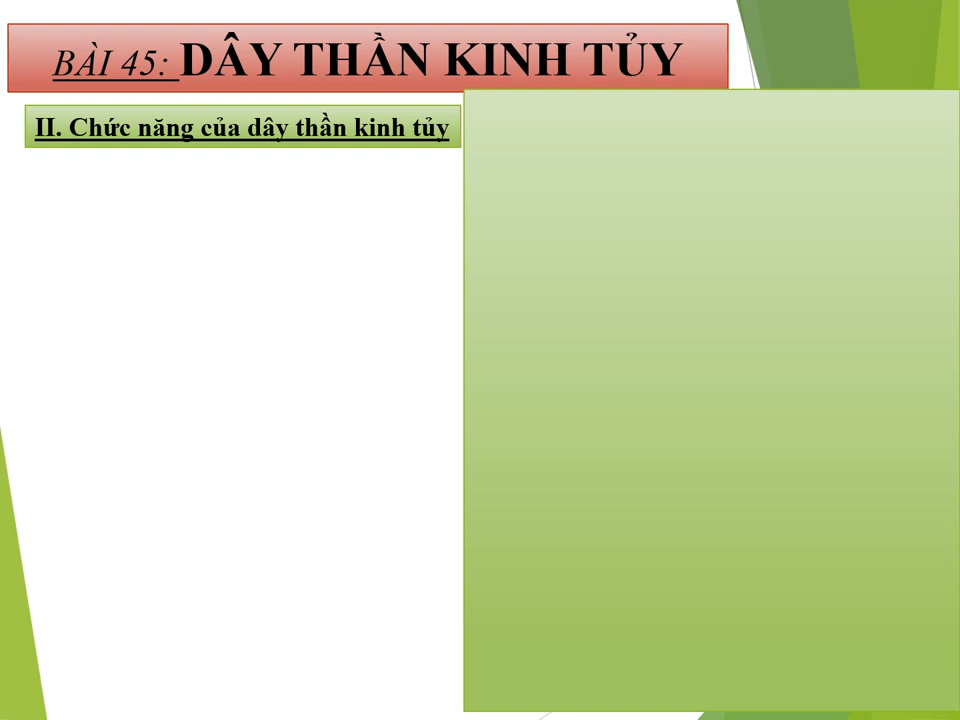 BÀI 45: DÂY THẦN KINH TỦY
II. Chức năng của dây thần kinh tủy